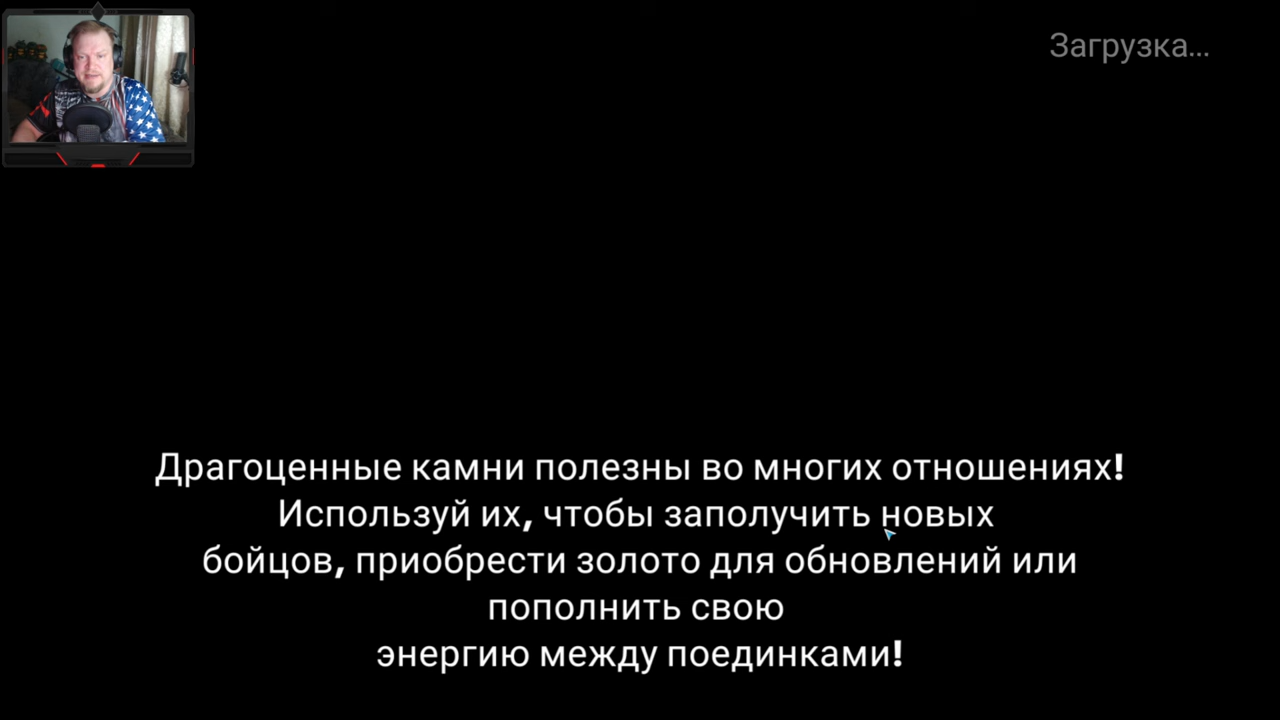 Загрузка...
Драгоценные камни полезны во многих отношениях!
Используй их, чтобы заполучить новых
бойцов, приобрести золото для обновлений или
пополнить свою
энергию между поединками!